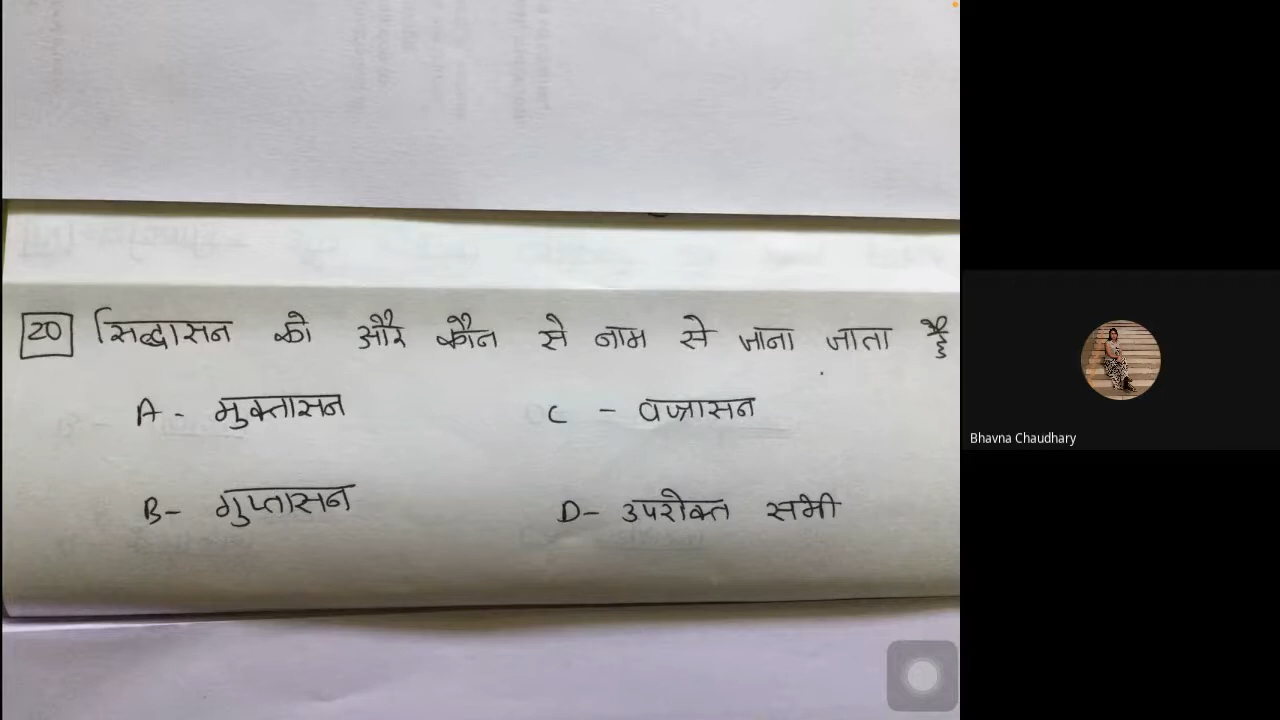 20 सिद्धासन को और कौन से नाम से जाना जाता है
A - मुक्तासन
C - वज्रासन
B- गुप्तासन
D- उपरोक्त सभी
Bhavna Chaudhary